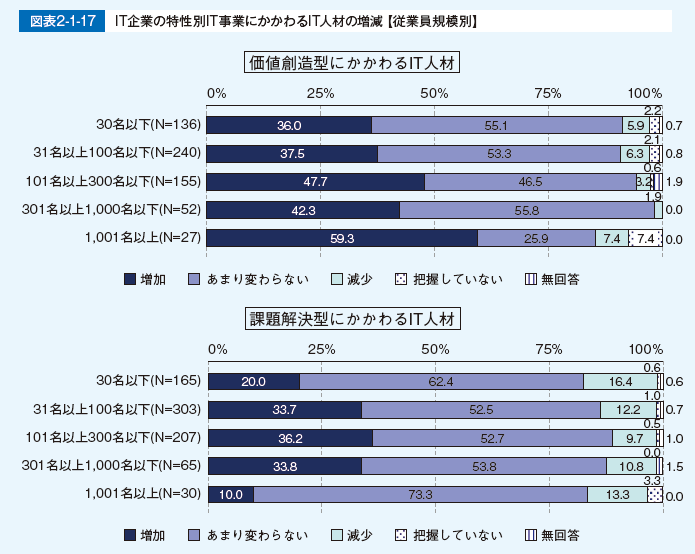 図表2-1-17 IT企業の特性別IT事業にかかわるIT人材の増減【従業員規模別】
価値創造型にかかわるIT人材
0% 25% 50% 75% 100%
30名以下(N=136) 36.0 55.1 5.9 2.2 0.7
31名以上100名以下(N=240) 37.5 53.3 6.3 2.1 0.8
101名以上300名以下(N=155) 47.7 46.5 3.2 0.6 1.9
301名以上1,000名以下(N=52) 42.3 55.8 1.9 0.0
1,001名以上(N=27) 59.3 25.9 7.4 7.4 0.0
増加 あまり変わらない 減少 把握していない 無回答
課題解決型にかかわるIT人材
0% 25% 50% 75% 100%
30名以下(N=165) 20.0 62.4 16.4 0.6 0.6
31名以上100名以下(N=303) 33.7 52.5 12.2 1.0 0.7
101名以上300名以下(N=207) 36.2 52.7 9.7 0.5 1.0
301名以上1,000名以下(N=65) 33.8 53.8 10.8 0.0 1.5
1,001名以上(N=30) 10.0 73.3 13.3 3.3 0.0
増加 あまり変わらない 減少 把握していない 無回答